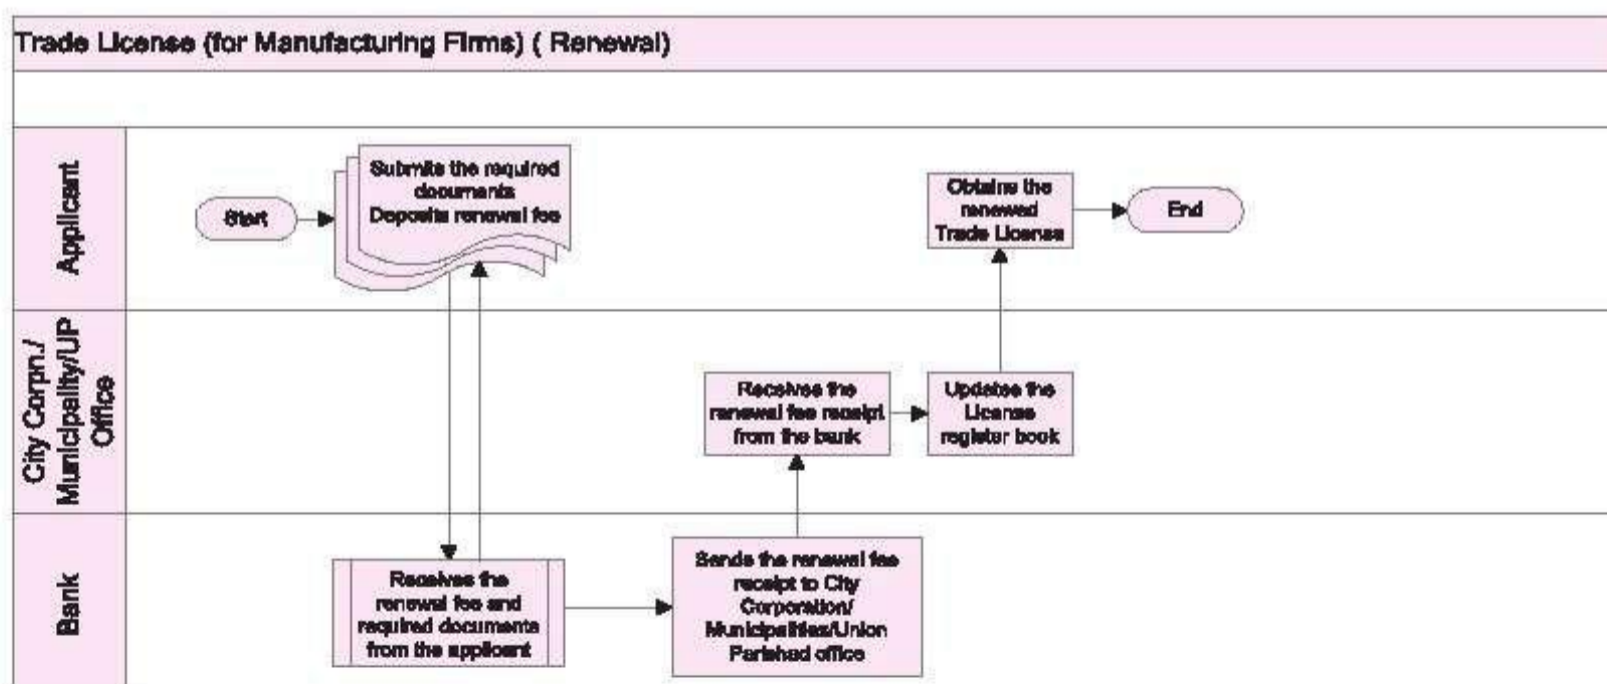 Trade License (for Manufacturing Firms) ( Renewal)
Applicant
Start
Submits the required
documents
Deposits renewal fee
Obtains the
renewed
Trade License
End
City Corpn./
Municipality/UP
Office
Receives the
renewal fee receipt
from the bank
Updates the
License
register book
Bank
Receives the
renewal fee and
required documents
from the applicant
Sends the renewal fee
receipt to City
Corporation/
Municipalities/Union
Parishad office